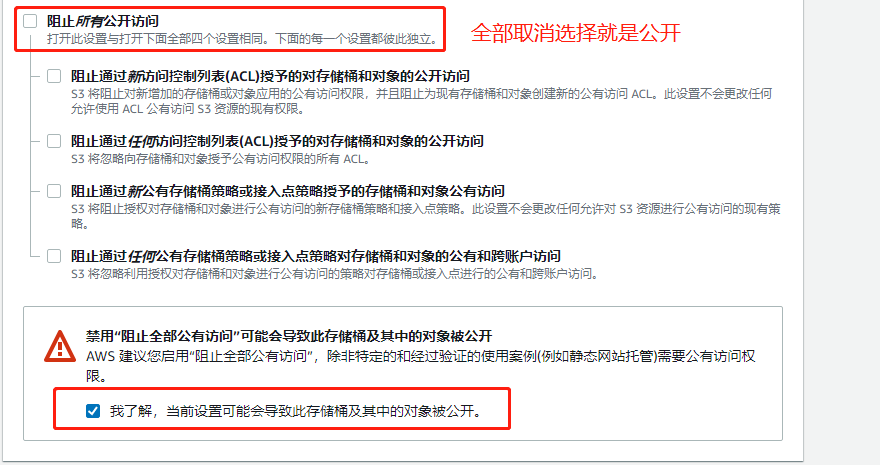 阻止所有公开访问
打开此设置与打开下面全部四个设置相同。下面的每一个设置都彼此独立。
全部取消选择就是公开
阻止通过新访问控制列表(ACL)授予的对存储桶和对象的公开访问
S3 将阻止对新增加的存储桶或对象应用的公有访问权限，并且阻止为现有存储桶和对象创建新的公有访问 ACL。此设置不会更改任何
允许使用 ACL 公有访问 S3 资源的现有权限。
阻止通过任何访问控制列表(ACL)授予的对存储桶和对象的公开访问
S3 将忽略向存储桶和对象授予公有访问权限的所有 ACL。
阻止通过新公有存储桶策略或接入点策略授予的存储桶和对象公有访问
S3 将阻止授权对存储桶和对象进行公有访问的新存储桶策略和接入点策略。此设置不会更改任何允许对 S3 资源进行公有访问的现有策
略。
阻止通过任何公有存储桶策略或接入点策略对存储桶和对象的公有和跨账户访问
S3 将忽略利用授权对存储桶和对象进行公有访问的策略对存储桶或接入点进行的公有和跨账户访问。
禁用“阻止全部公有访问”可能会导致此存储桶及其中的对象被公开
AWS 建议您启用“阻止全部公有访问”，除非特定的和经过验证的使用案例(例如静态网站托管)需要公有访问权
限。
我了解，当前设置可能会导致此存储桶及其中的对象被公开。